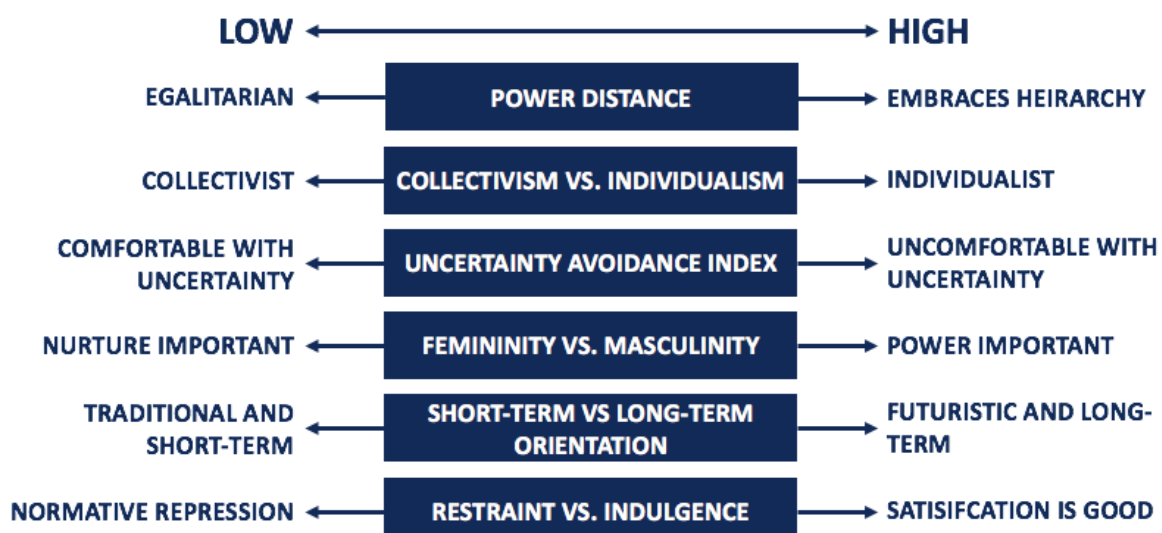 LOW
HIGH
EGALITARIAN
POWER DISTANCE
EMBRACES HEIRARCHY
COLLECTIVIST
COLLECTIVISM VS. INDIVIDUALISM
INDIVIDUALIST
COMFORTABLE WITH
UNCERTAINTY
UNCERTAINTY AVOIDANCE INDEX
UNCOMFORTABLE WITH
UNCERTAINTY
NURTURE IMPORTANT
FEMININITY VS. MASCULINITY
POWER IMPORTANT
TRADITIONAL AND
SHORT-TERM
SHORT-TERM VS LONG-TERM
ORIENTATION
FUTURISTIC AND LONG-
TERM
NORMATIVE REPRESSION
RESTRAINT VS. INDULGENCE
SATISIFCATION IS GOOD